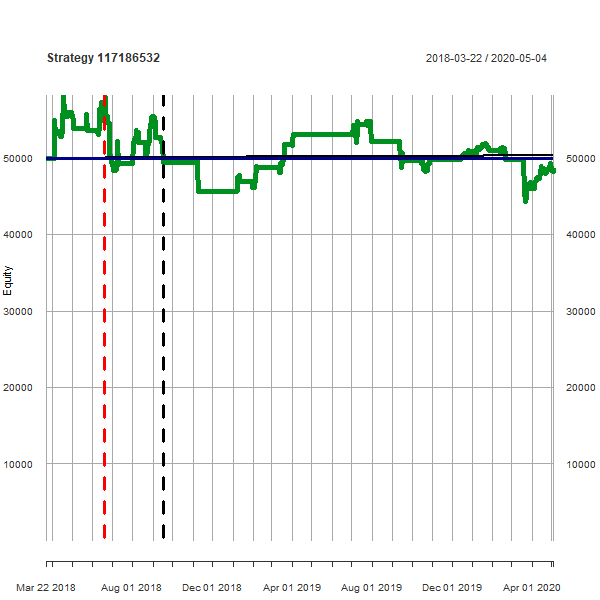 Strategy 117186532 2018-03-22 / 2020-05-04
50000 50000
40000 40000
Equity
30000 30000
20000 20000
10000 10000
Mar 22 2018 Aug 01 2018 Dec 01 2018 Apr 01 2019 Aug 01 2019 Dec 01 2019 Apr 01 2020